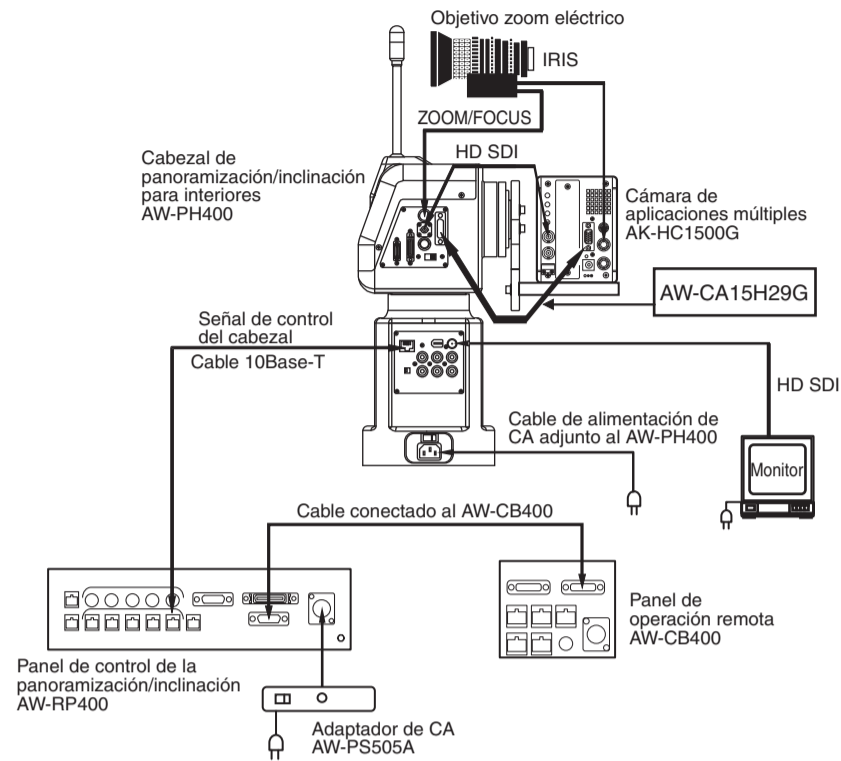 Objetivo zoom eléctrico
IRIS
ZOOM/FOCUS
HD SDI
Cabezal de
panoramización/inclinación
para interiores
AW-PH400
Cámara de
aplicaciones múltiples
AK-HC1500G
AW-CA15H29G
Señal de control
del cabezal
Cable 10Base-T
HD SDI
Cable de alimentación de
CA adjunto al AW-PH400
Monitor
Cable conectado al AW-CB400
Panel de
operación remota
AW-CB400
Panel de control de la
panoramización/inclinación
AW-RP400
Adaptador de CA
AW-PS505A